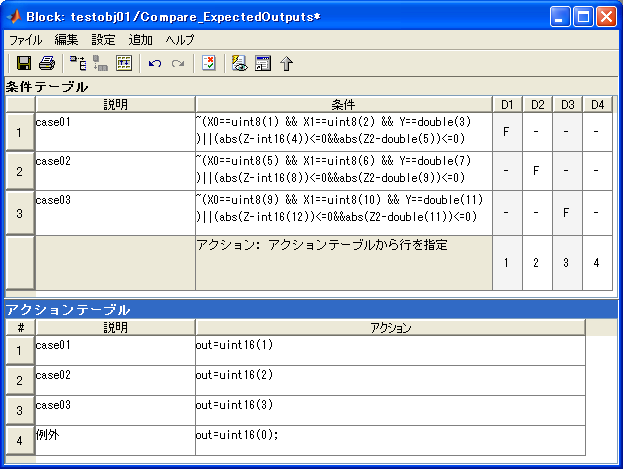 Block: testobj01/Compare_ExpectedOutputs*
ファイル 編集 設定 追加 ヘルプ
条件テーブル
説明 条件 D1 D2 D3 D4
1 case01 ~(X0==uint8(1) && X1==uint8(2) && Y==double(3) F - - -
)||(abs(Z-int16(4))<=0&&abs(Z2-double(5))<=0)
2 case02 ~(X0==uint8(5) && X1==uint8(6) && Y==double(7) - F - -
)||(abs(Z-int16(8))<=0&&abs(Z2-double(9))<=0)
3 case03 ~(X0==uint8(9) && X1==uint8(10) && Y==double(11) - - F -
)||(abs(Z-int16(12))<=0&&abs(Z2-double(11))<=0)
アクション: アクションテーブルから行を指定 1 2 3 4
アクションテーブル
# 説明 アクション
1 case01 out=uint16(1)
2 case02 out=uint16(2)
3 case03 out=uint16(3)
4 例外 out=uint16(0);